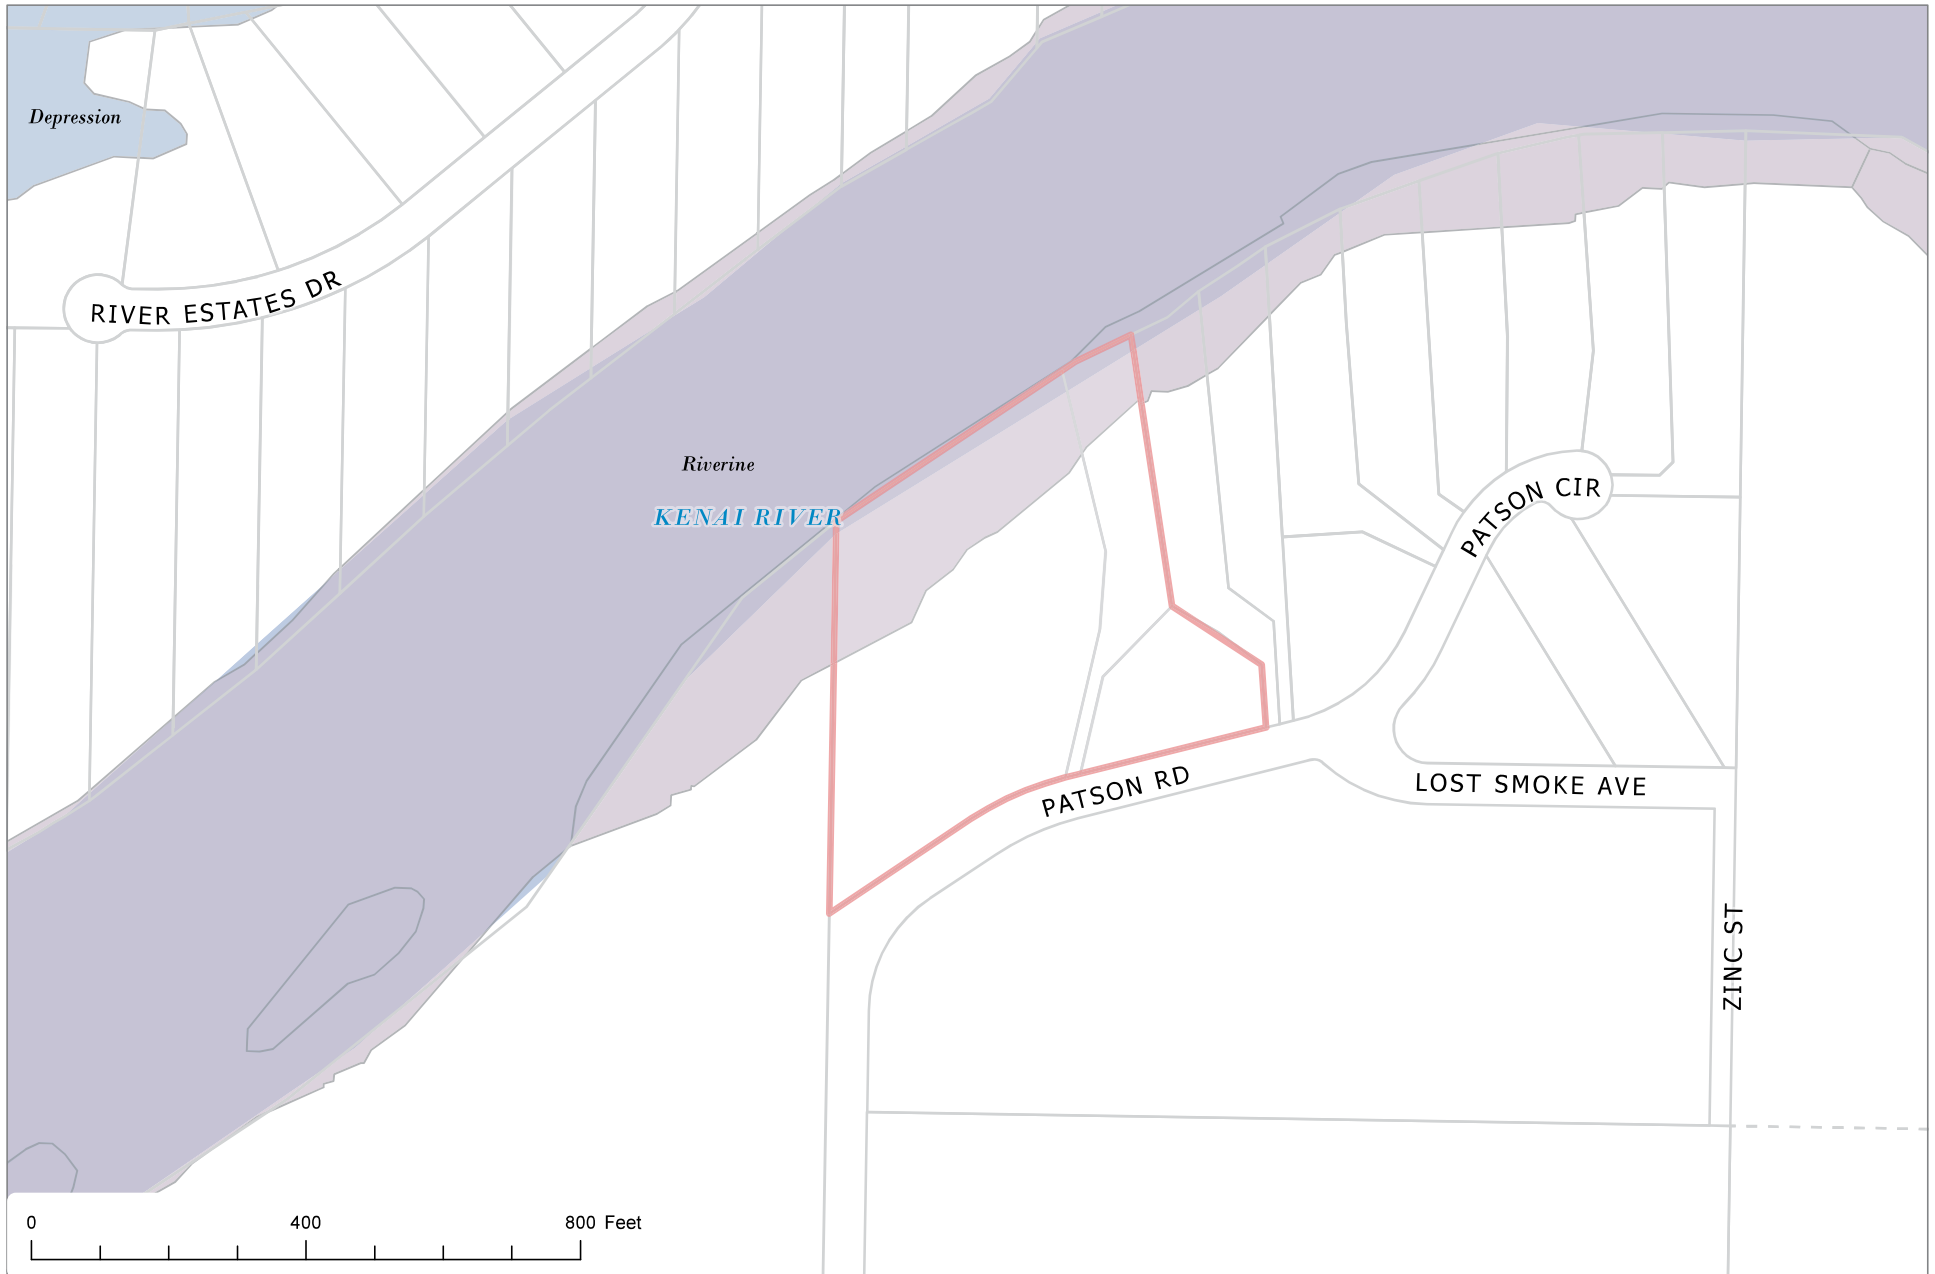 Depression
RIVER ESTATES DR
Riverine
KENAI RIVER
PATSON CIR
PATSON RD
LOST SMOKE AVE
ZINC ST
0 400 800 Feet